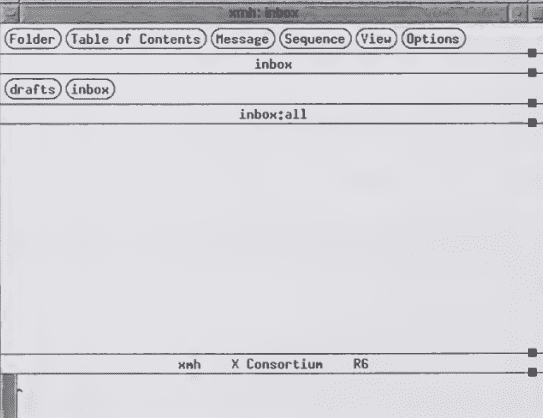 xmh: inbox
Folder Table of Contents Message Sequence View Options
inbox
drafts inbox
inbox:all
xmh X Consortium R6